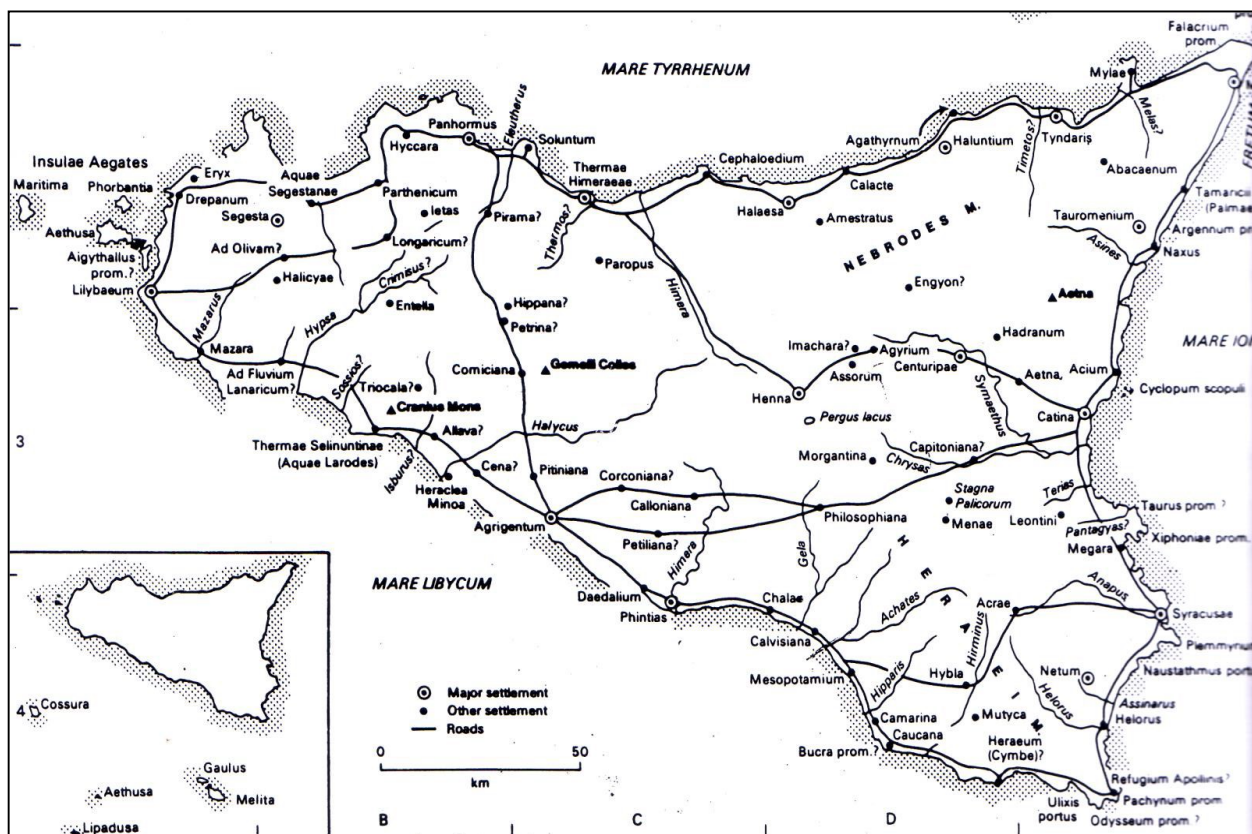 Falacrium
prom.
MARE TYRRHENUM
Mylae
Melas?
Eleutherus
Panhormus
Soluntum
Hyccara
Agathyrnum
Haluntium
Timetos?
Tyndaris
Abacaenum
Insulae Aegates
Maritima
Phorbantia
Eryx
Aquae
Segestanae
Drepanum
Segesta
Parthenicum
Ietas
Thermae
Himeraeae
Cephaloedium
Calacte
Halaesa
Amestratus
Pirama?
Thermos?
Tauromenium
Argennum
Naxus
Asines
Aethusa
Aigythallus
prom.?
Lilybaeum
Ad Olivam?
Longaricum?
Halicyae
Crimisus?
Entella
Paropus
Himera
NEBRODES M.
Engyon?
Aetna
Mazarus
Hypsa
Hippana?
Petrina?
Hadranum
MARE
Mazara
Ad Fluvium
Lanaricum?
Sossios?
Triocala?
Comiciana
Gemelli Colles
Imachara?
Agyrium
Assorum
Centuripae
Aetna,
Acium
Cyclopum scopuli
Cranius Mons
Henna
Pergus lacus
Symaethus
Catina
3
Thermae Selinuntinae
(Aquae Larodes)
Allava?
Isburus?
Halycus
Morgantina
Chrysas
Capitoniana?
Heraclea
Minoa
Cena?
Pitiniana
Corconiana?
Calloniana
Philosophiana
Stagna
Palicorum
Menae
Terias
Leontini
Taurus prom.?
Pantagyas?
Xiphoniae prom.
Megara
Agrigentum
Petiliana?
Himera
Gela
HERAEI M.
MARE LIBYCUM
Daedalium
Phintias
Chalae
Calvisiana
Achates
Acrae
Anapus
Syracusae
Mesopotamium
Hipparis
Hybla
Hirminus
Netum
Helorus
Assinarus
Helorus
Camarina
Caucana
Bucra prom.?
Mutyca
Heraeum
(Cymbe)?
Refugium Apollinis?
Ulixis
portus
Pachynum prom
Odysseum prom.?
4
Cossura
Gaulus
Melita
Aethusa
Lipadusa
Major settlement
Other settlement
Roads
0 50
km
B C D